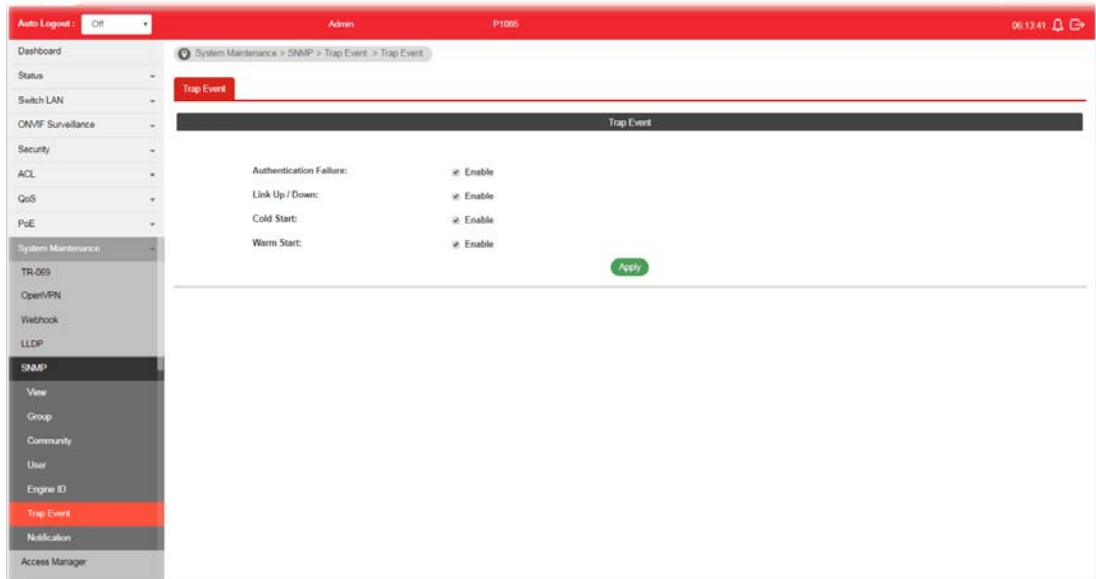 Auto Logout : Off Admin P1085 06:13:41
Dashboard
Status
Switch LAN
ONVIF Surveillance
Security
ACL
QoS
PoE
System Maintenance
TR-069
OpenVPN
Webhook
LLDP
SNMP
View
Group
Community
User
Engine ID
Trap Event
Notification
Access Manager
System Maintenance > SNMP > Trap Event > Trap Event
Trap Event
Trap Event
Authentication Failure: Enable
Link Up / Down: Enable
Cold Start: Enable
Warm Start: Enable
Apply